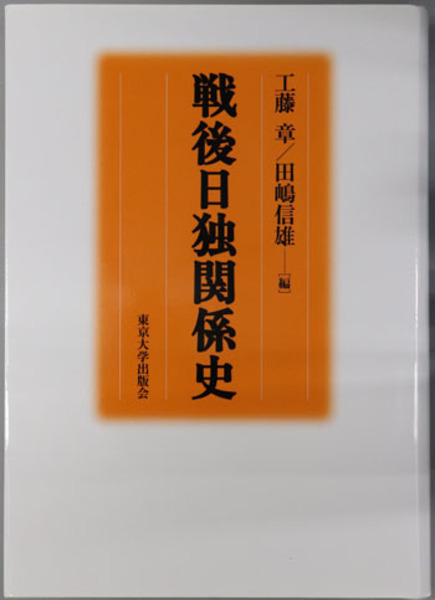 工藤 章／田嶋信雄──[編]
戦後日独関係史
東京大学出版会